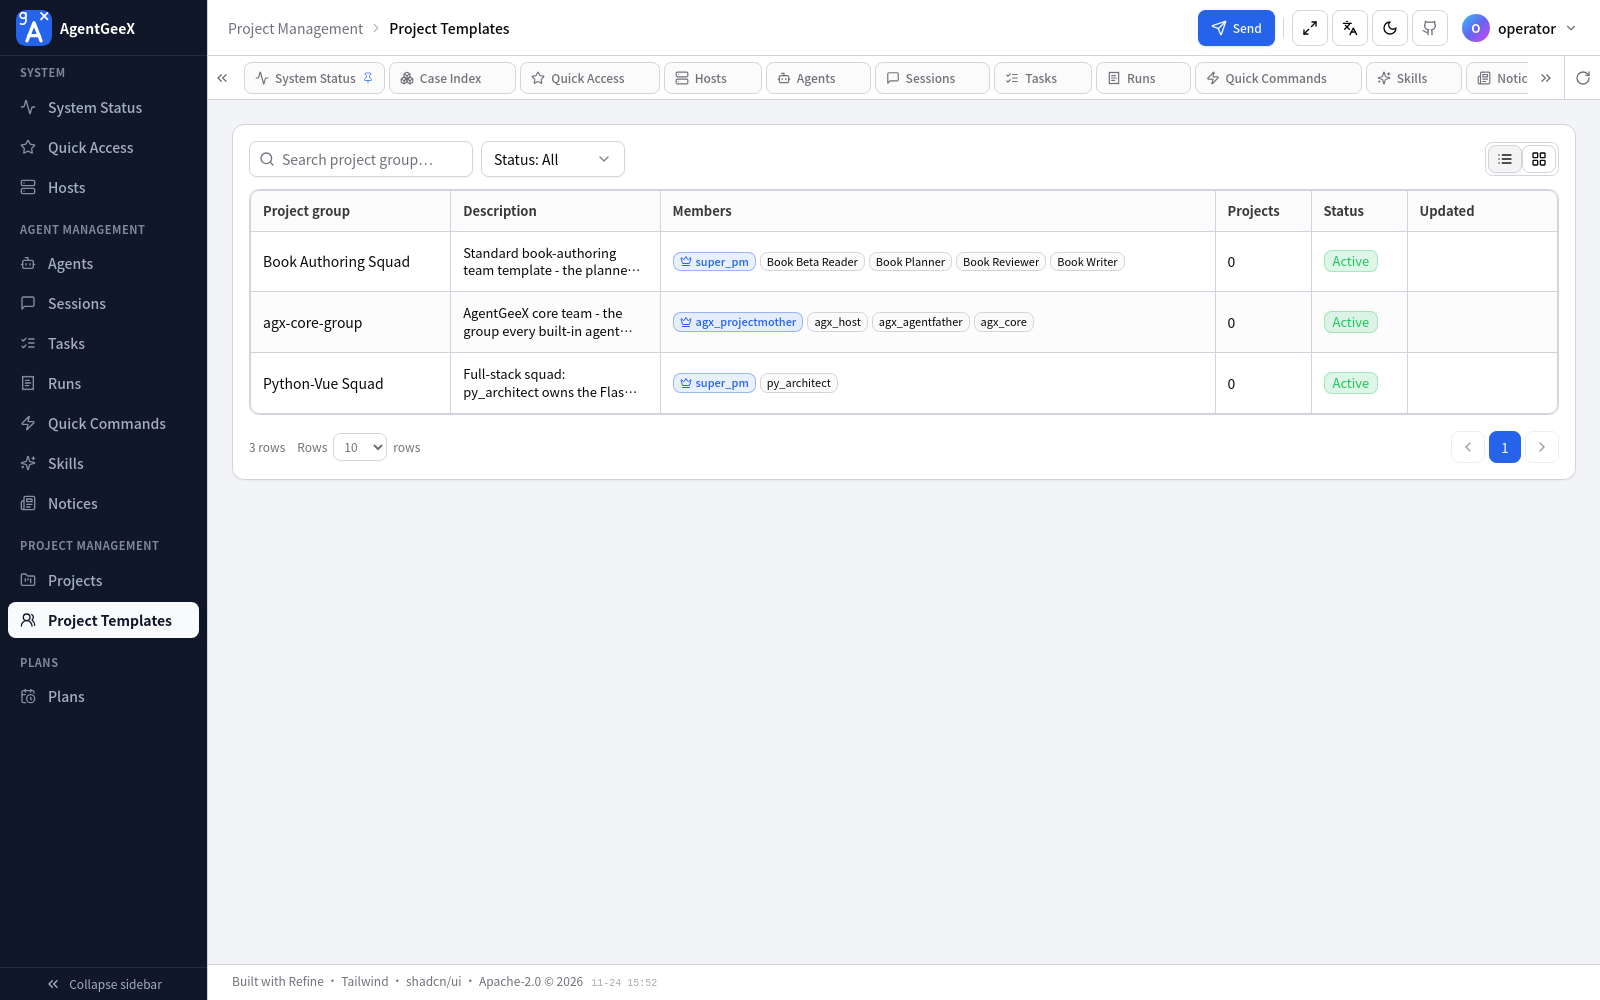 AgentGeeX
SYSTEM
System Status
Quick Access
Hosts
AGENT MANAGEMENT
Agents
Sessions
Tasks
Runs
Quick Commands
Skills
Notices
PROJECT MANAGEMENT
Projects
Project Templates
PLANS
Plans
Collapse sidebar
Project Management > Project Templates
Send
O operator
System Status Case Index Quick Access Hosts Agents Sessions Tasks Runs Quick Commands Skills Notic
Search project group…
Status: All
Project group Description Members Projects Status Updated
Book Authoring Squad
Standard book-authoring
team template - the planne…
super_pm Book Beta Reader Book Planner Book Reviewer Book Writer
0
Active
agx-core-group
AgentGeeX core team - the
group every built-in agent…
agx_projectmother agx_host agx_agentfather agx_core
0
Active
Python-Vue Squad
Full-stack squad:
py_architect owns the Flas…
super_pm py_architect
0
Active
3 rows Rows 10 rows
1
Built with Refine · Tailwind · shadcn/ui · Apache-2.0 © 2026 11-24 15:52